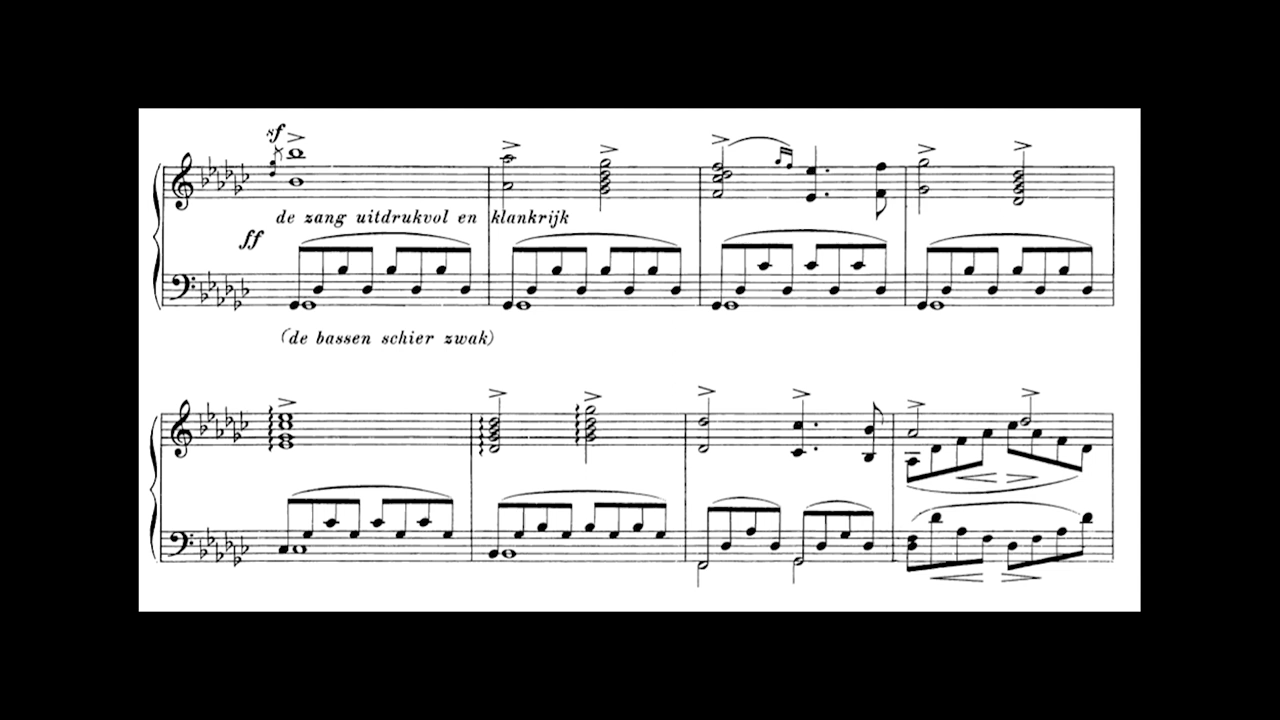 sf
de zang uitdrukvol en klankrijk
ff
(de bassen schier zwak)